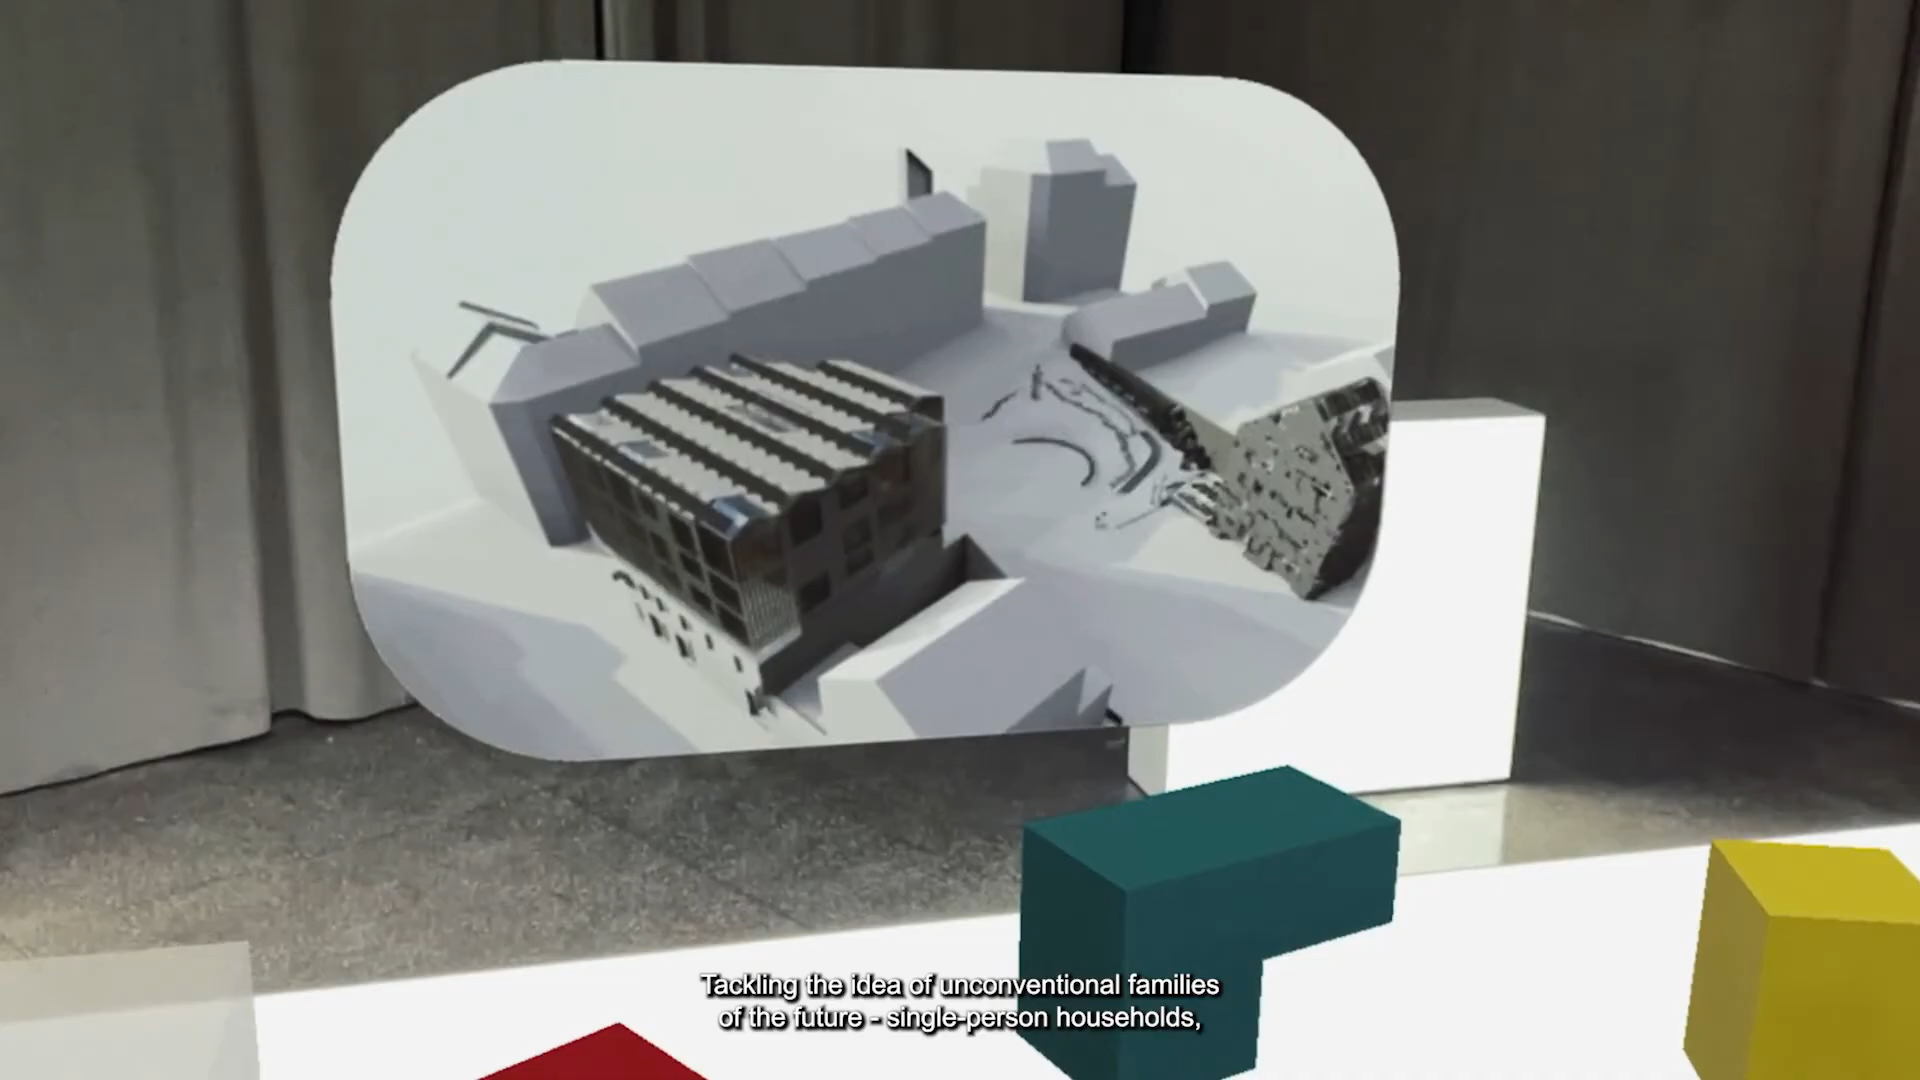 Tackling the idea of unconventional families
of the future - single-person households,